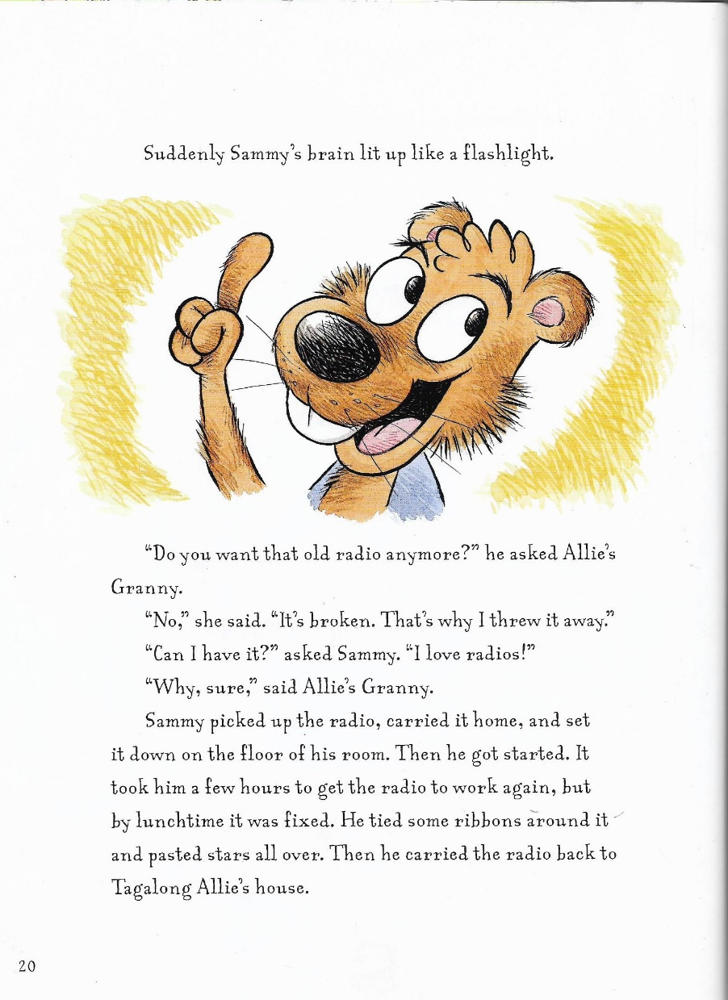 Suddenly Sammy's brain lit up like a flashlight.
“Do you want that old radio anymore?” he asked Allie's
Granny.
“No,” she said. “It's broken. That's why I threw it away.”
“Can I have it?” asked Sammy. “I love radios!”
“Why, sure,” said Allie's Granny.
Sammy picked up the radio, carried it home, and set
it down on the floor of his room. Then he got started. It
took him a few hours to get the radio to work again, but
by lunchtime it was fixed. He tied some ribbons around it
and pasted stars all over. Then he carried the radio back to
Tagalong Allie's house.
20